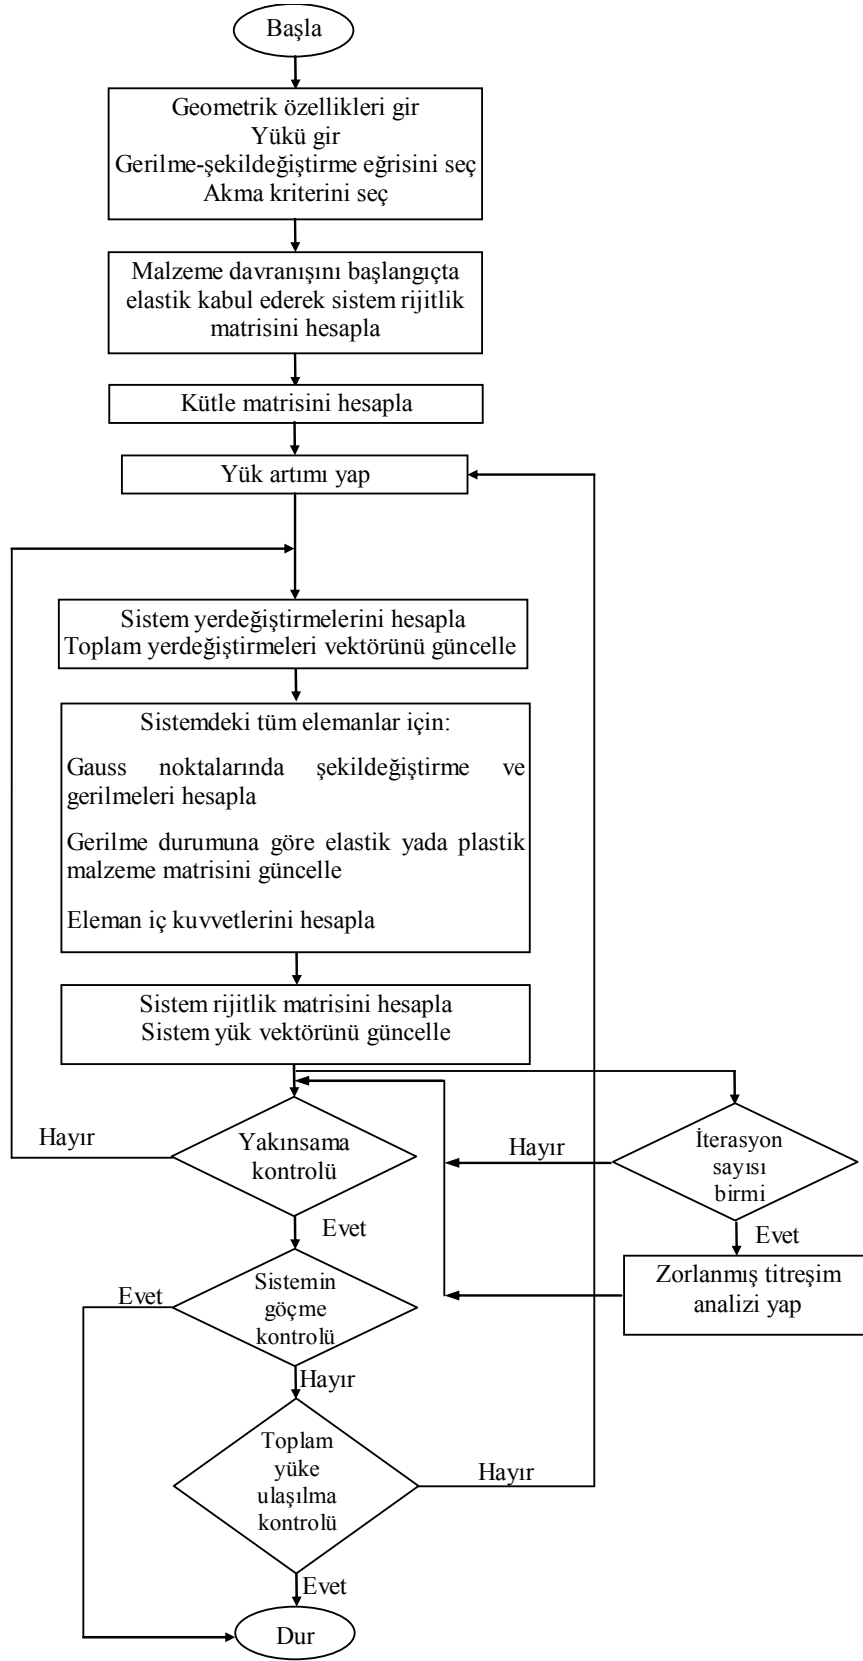 Başla
Geometrik özellikleri gir
Yükü gir
Gerilme-şekildeğiştirme eğrisini seç
Akma kriterini seç
Malzeme davranışını başlangıçta
elastik kabul ederek sistem rijitlik
matrisini hesapla
Kütle matrisini hesapla
Yük artımı yap
Sistem yerdeğiştirmelerini hesapla
Toplam yerdeğiştirmeleri vektörünü güncelle
Sistemdeki tüm elemanlar için:
Gauss noktalarında şekildeğiştirme ve
gerilmeleri hesapla
Gerilme durumuna göre elastik yada plastik
malzeme matrisini güncelle
Eleman iç kuvvetlerini hesapla
Sistem rijitlik matrisini hesapla
Sistem yük vektörünü güncelle
Hayır
Yakınsama
kontrolü
Hayır
İterasyon
sayısı
birmi
Evet
Evet
Zorlanmış titreşim
analizi yap
Evet
Sistemin
göçme
kontrolü
Hayır
Toplam
yüke
ulaşılma
kontrolü
Hayır
Evet
Dur